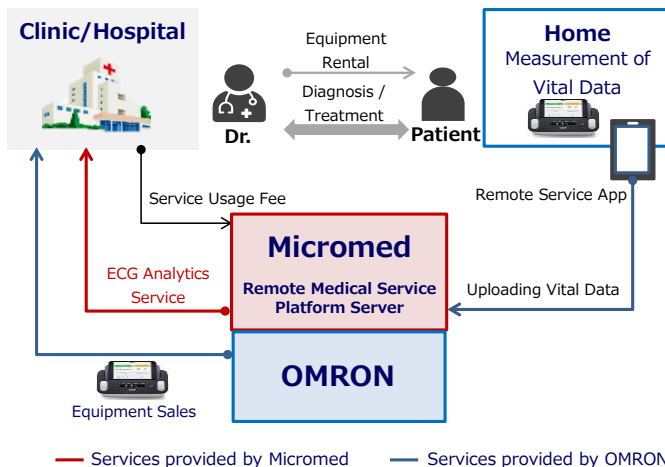 Clinic/Hospital
Equipment
Rental
Diagnosis /
Treatment
Dr.
Patient
Home
Measurement of
Vital Data
Service Usage Fee
Remote Service App
Micromed
Remote Medical Service
Platform Server
ECG Analytics
Service
Uploading Vital Data
OMRON
Equipment Sales
Services provided by Micromed
Services provided by OMRON